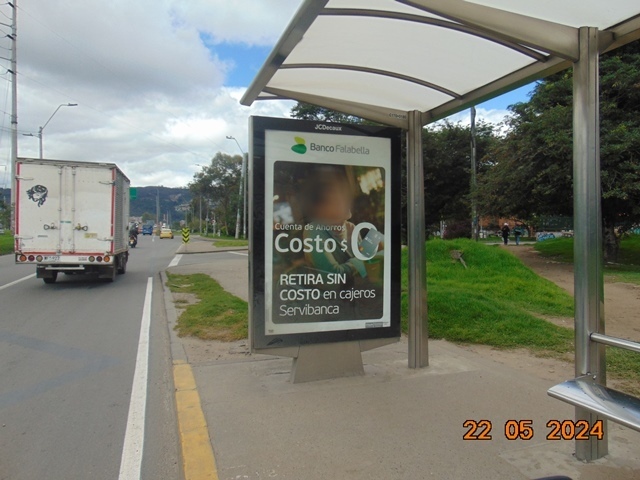 JCDecaux
Banco Falabella
Cuenta de Ahorros
Costo $0
RETIRA SIN
COSTO en cajeros
Servibanca
22 05 2024